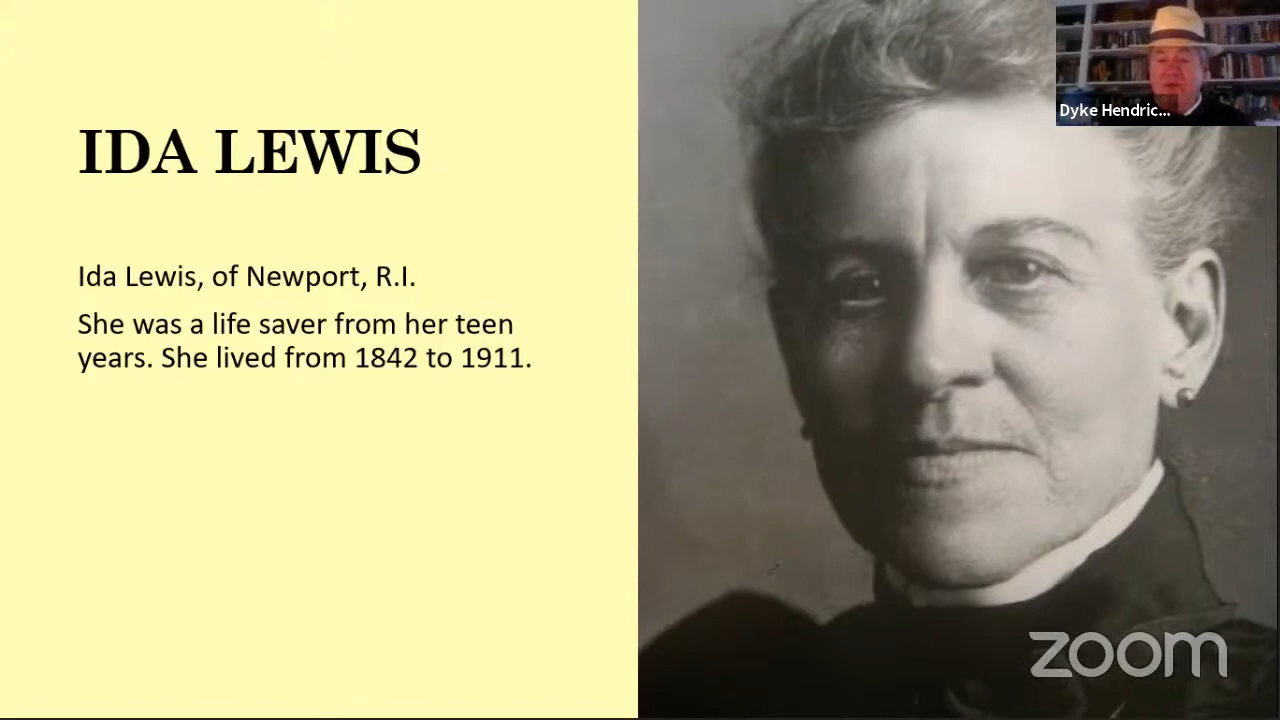 IDA LEWIS
Ida Lewis, of Newport, R.I.
She was a life saver from her teen
years. She lived from 1842 to 1911.
Dyke Hendric...
zoom